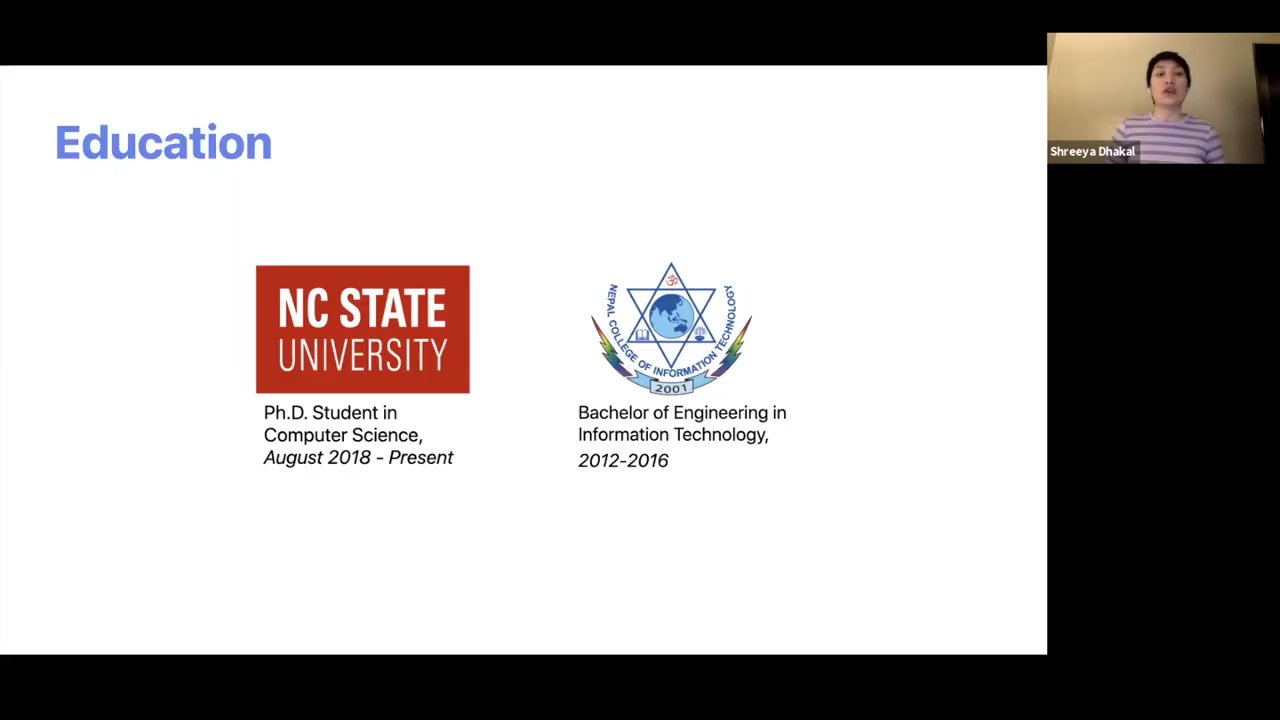 Education
Shreeya Dhakal
NC STATE
UNIVERSITY
NEPAL COLLEGE OF INFORMATION TECHNOLOGY
ॐ
2001
Ph.D. Student in
Computer Science,
August 2018 - Present
Bachelor of Engineering in
Information Technology,
2012-2016